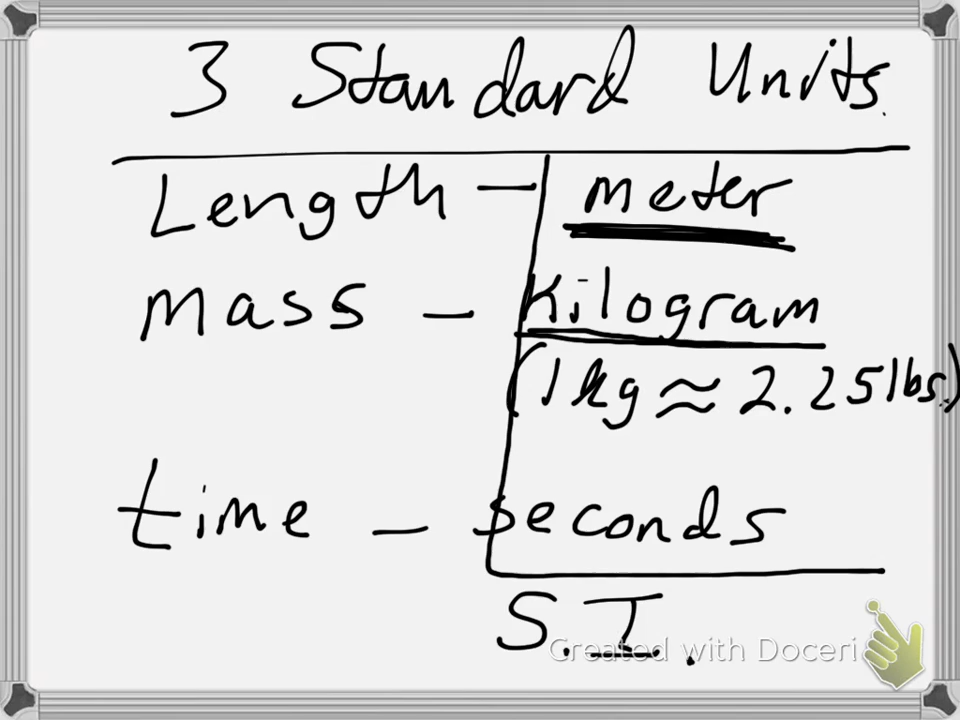 3 Standard Units.
Length - meter
mass - Kilogram
(1kg ≈ 2.25lbs.)
time - seconds
S.I.
Created with Doceri